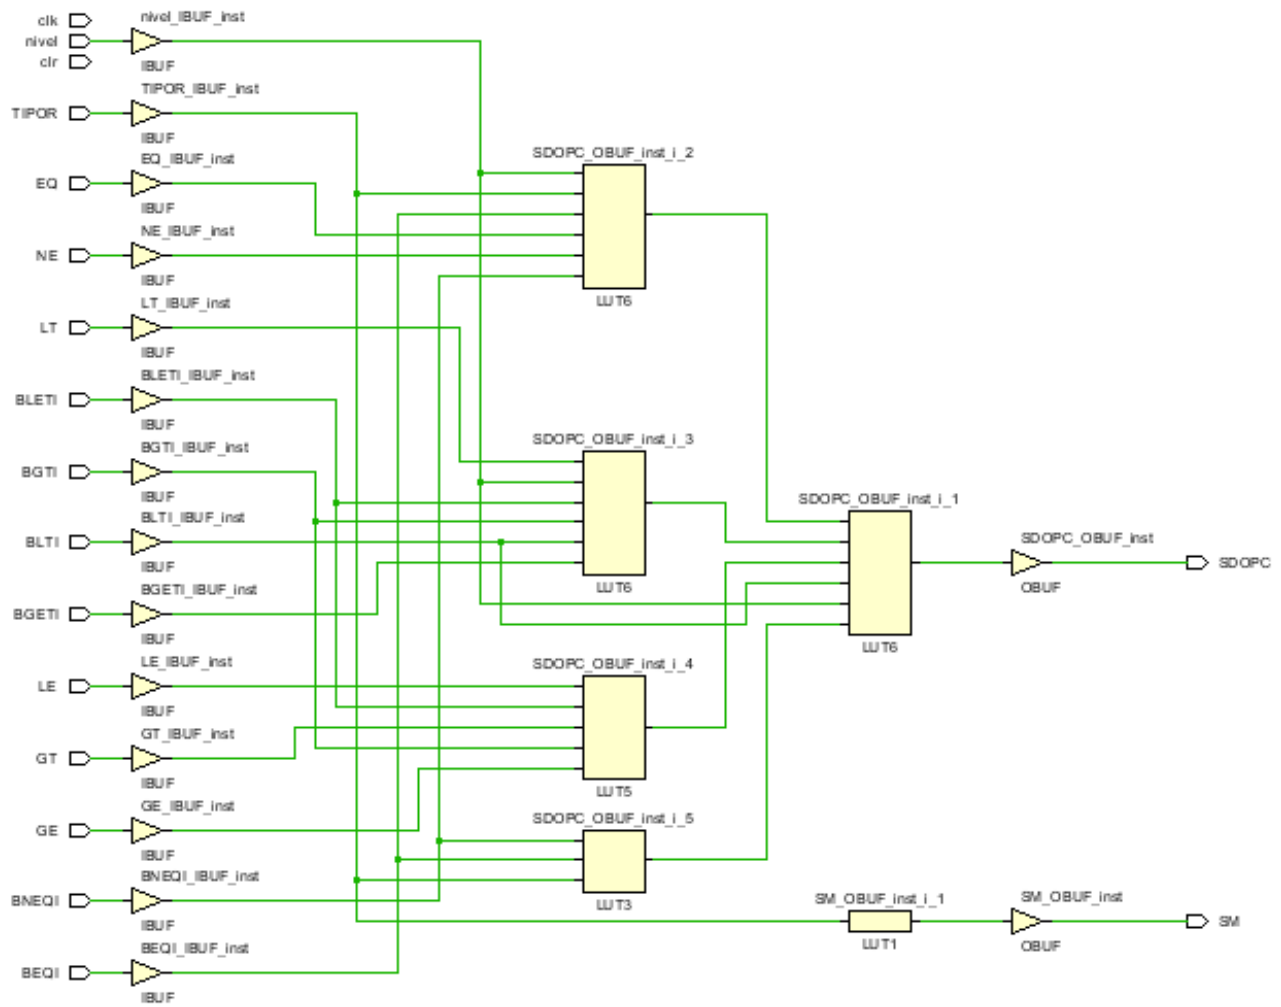 clk
nivel
clr
nivel_IBUF_inst
IBUF
TIPOR
TIPOR_IBUF_inst
IBUF
EQ
EQ_IBUF_inst
IBUF
NE
NE_IBUF_inst
IBUF
LT
LT_IBUF_inst
IBUF
BLETI
BLETI_IBUF_inst
IBUF
BGTI
BGTI_IBUF_inst
IBUF
BLTI
BLTI_IBUF_inst
IBUF
BGETI
BGETI_IBUF_inst
IBUF
LE
LE_IBUF_inst
IBUF
GT
GT_IBUF_inst
IBUF
GE
GE_IBUF_inst
IBUF
BNEQI
BNEQI_IBUF_inst
IBUF
BEQI
BEQI_IBUF_inst
IBUF
SDOPC_OBUF_inst_i_2
LUT6
SDOPC_OBUF_inst_i_3
LUT6
SDOPC_OBUF_inst_i_4
LUT5
SDOPC_OBUF_inst_i_5
LUT3
SDOPC_OBUF_inst_i_1
LUT6
SDOPC_OBUF_inst
OBUF
SDOPC
SM_OBUF_inst_i_1
LUT1
SM_OBUF_inst
OBUF
SM